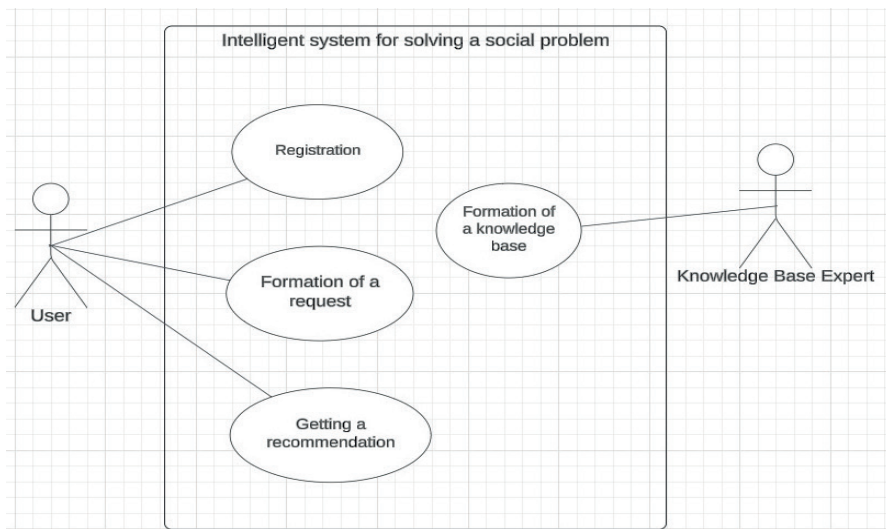 Intelligent system for solving a social problem
Registration
Formation of
a knowledge
base
Knowledge Base Expert
Formation of a
request
User
Getting a
recommendation